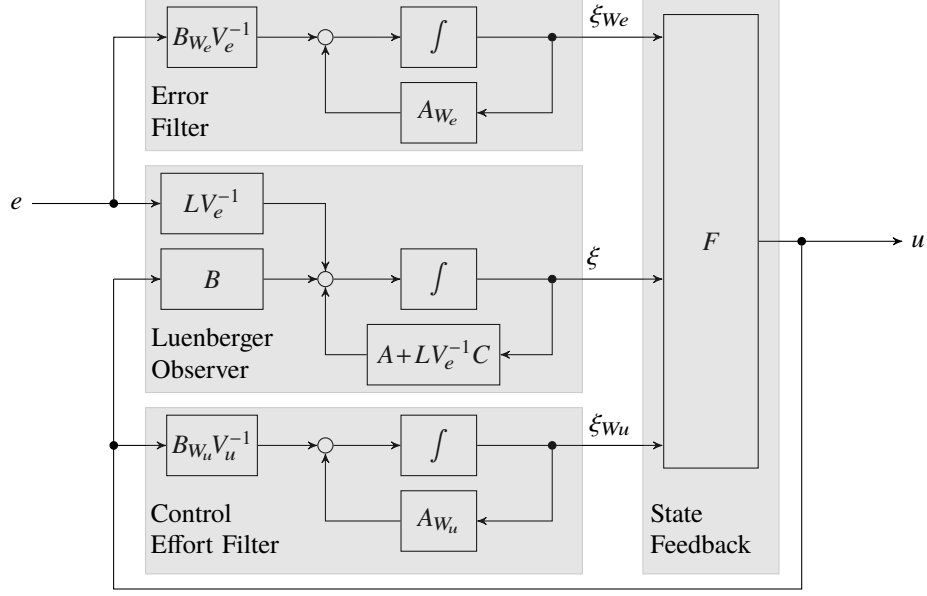 B_{W_e}V_e^{-1}
∫
ξ_{We}
A_{W_e}
Error
Filter
e
LV_e^{-1}
B
∫
ξ
F
u
Luenberger
Observer
A+LV_e^{-1}C
B_{W_u}V_u^{-1}
∫
ξ_{Wu}
A_{W_u}
Control
Effort Filter
State
Feedback